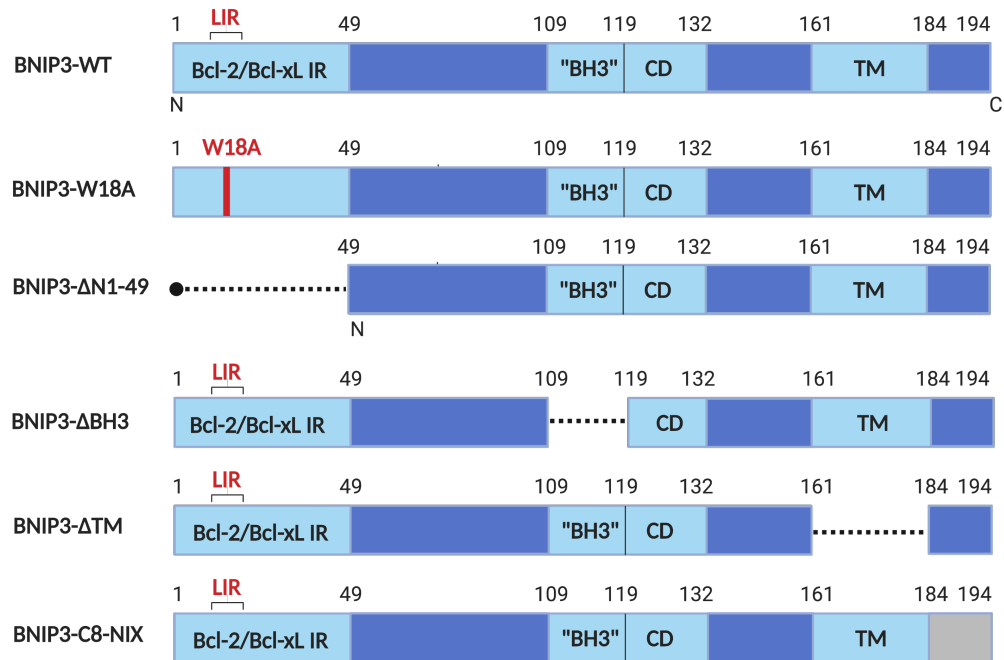 1 LIR 49 109 119 132 161 184 194
BNIP3-WT Bcl-2/Bcl-xL IR "BH3" CD TM
N C
1 W18A 49 109 119 132 161 184 194
BNIP3-W18A "BH3" CD TM
49 109 119 132 161 184 194
BNIP3-ΔN1-49 "BH3" CD TM
N
1 LIR 49 109 119 132 161 184 194
BNIP3-ΔBH3 Bcl-2/Bcl-xL IR CD TM
1 LIR 49 109 119 132 161 184 194
BNIP3-ΔTM Bcl-2/Bcl-xL IR "BH3" CD
1 LIR 49 109 119 132 161 184 194
BNIP3-C8-NIX Bcl-2/Bcl-xL IR "BH3" CD TM